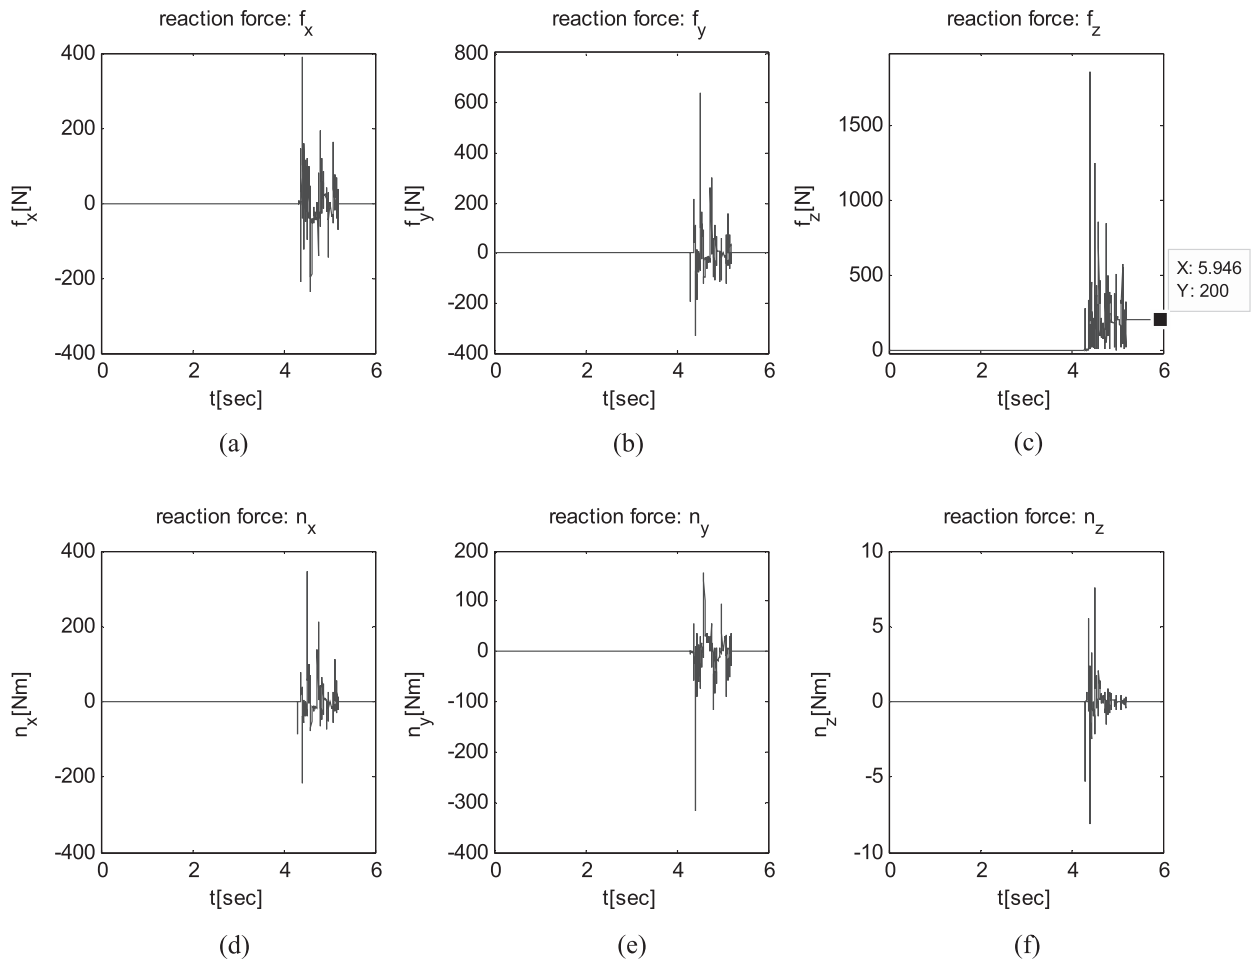 reaction force: f_x
reaction force: f_y
reaction force: f_z
400
200
0
-200
-400
f_x[N]
0
2
4
6
t[sec]
(a)
800
600
400
200
0
-200
-400
f_y[N]
0
2
4
6
t[sec]
(b)
1500
1000
500
0
f_z[N]
X: 5.946
Y: 200
0
2
4
6
t[sec]
(c)
reaction force: n_x
reaction force: n_y
reaction force: n_z
400
200
0
-200
-400
n_x[Nm]
0
2
4
6
t[sec]
(d)
200
100
0
-100
-200
-300
-400
n_y[Nm]
0
2
4
6
t[sec]
(e)
10
5
0
-5
-10
n_z[Nm]
0
2
4
6
t[sec]
(f)